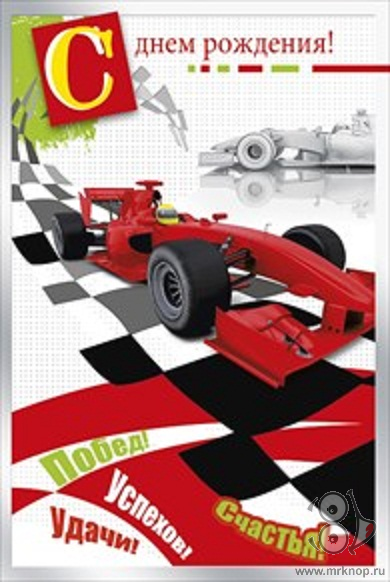 С днем рождения!
Побед!
Успехов!
Удачи!
Счастья!
www.mrknop.ru